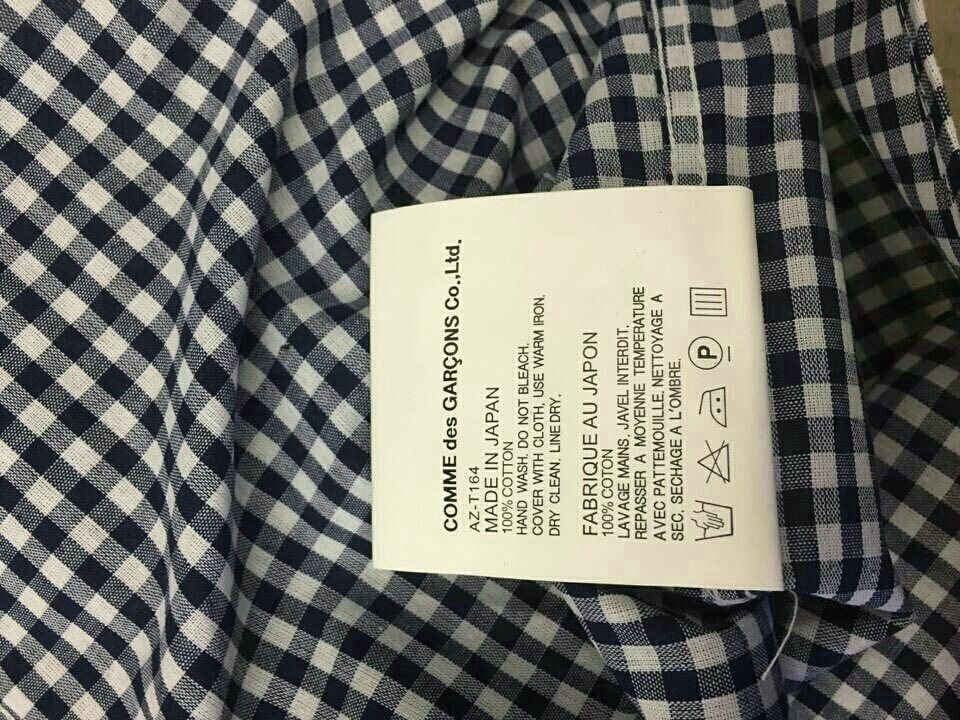 COMME des GARÇONS Co.,Ltd.
AZ-T164
MADE IN JAPAN
100% COTTON
HAND WASH. DO NOT BLEACH.
COVER WITH CLOTH. USE WARM IRON.
DRY CLEAN. LINE DRY.
FABRIQUE AU JAPON
100% COTON
LAVAGE MAINS. JAVEL INTERDIT.
REPASSER A MOYENNE TEMPERATURE
AVEC PATTEMOUILLE. NETTOYAGE A
SEC. SECHAGE A L'OMBRE.
P